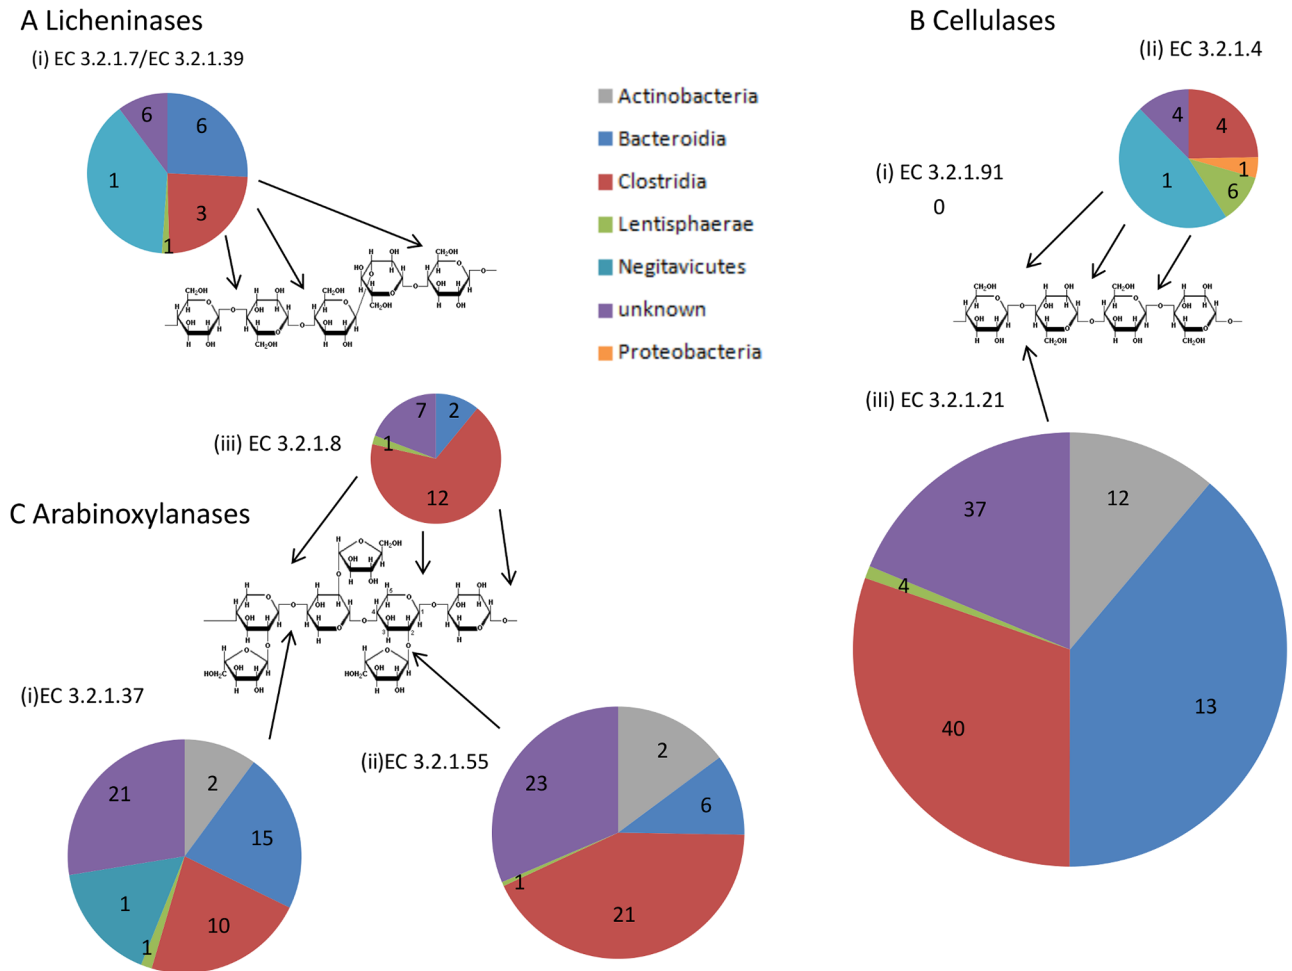 A Licheninases
(i) EC 3.2.1.7/EC 3.2.1.39
6
6
1
3
1
Actinobacteria
Bacteroidia
Clostridia
Lentisphaerae
Negitavicutes
unknown
Proteobacteria
B Cellulases
(Ii) EC 3.2.1.4
4
4
1
1
6
(i) EC 3.2.1.91
0
(iIi) EC 3.2.1.21
37
12
4
13
40
(iii) EC 3.2.1.8
7
2
1
12
C Arabinoxylanases
(i)EC 3.2.1.37
21
2
15
1
10
1
(ii)EC 3.2.1.55
23
2
6
1
21